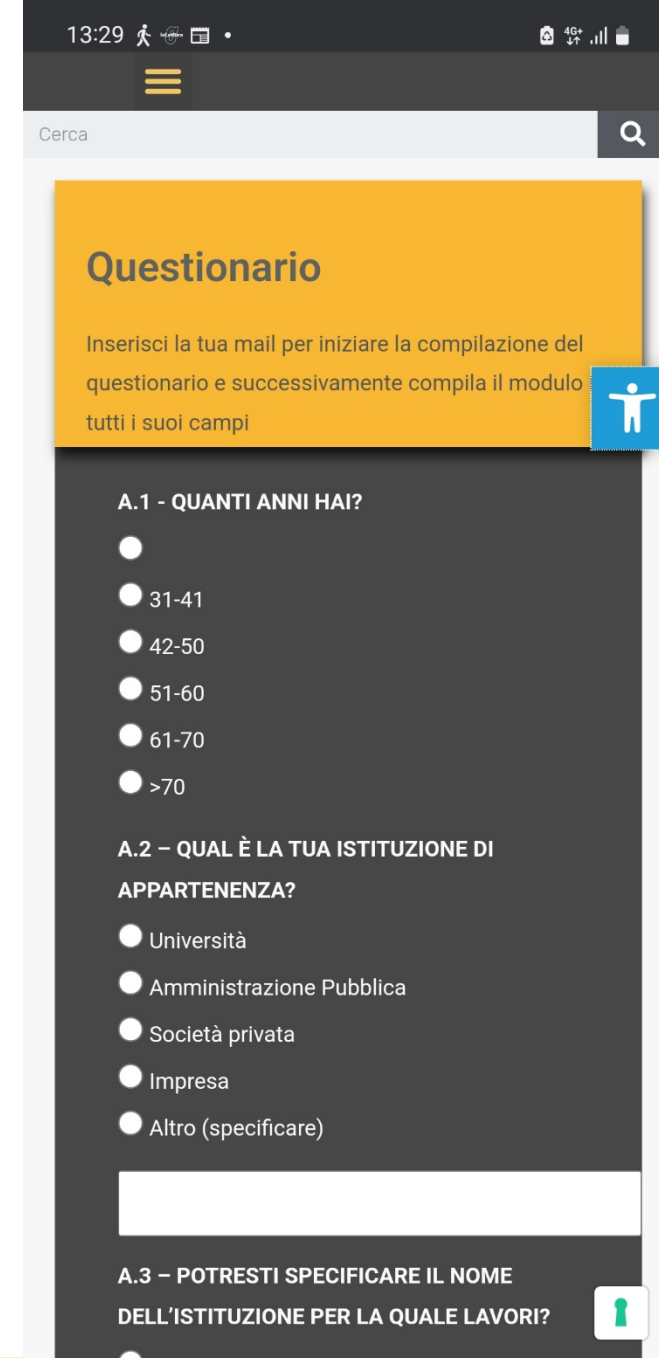 13:29
4G+
Cerca
Questionario
Inserisci la tua mail per iniziare la compilazione del
questionario e successivamente compila il modulo
tutti i suoi campi
A.1 - QUANTI ANNI HAI?
31-41
42-50
51-60
61-70
>70
A.2 – QUAL È LA TUA ISTITUZIONE DI
APPARTENENZA?
Università
Amministrazione Pubblica
Società privata
Impresa
Altro (specificare)
A.3 – POTRESTI SPECIFICARE IL NOME
DELL’ISTITUZIONE PER LA QUALE LAVORI?